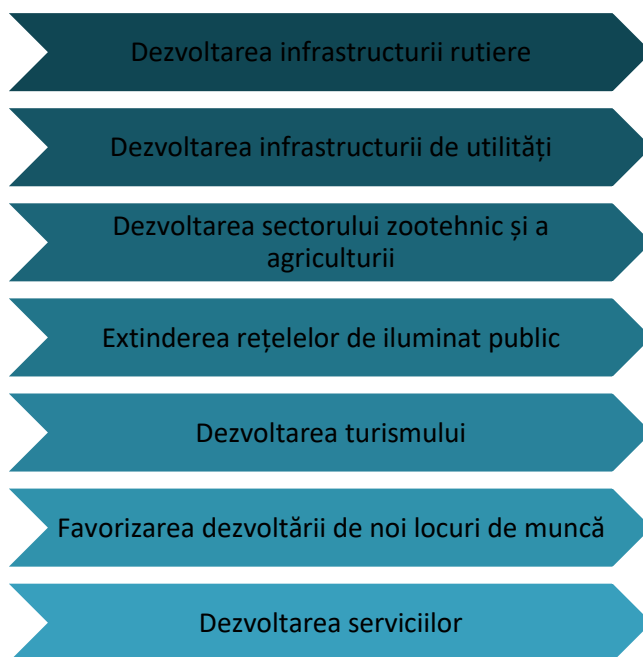 Dezvoltarea infrastructurii rutiere
Dezvoltarea infrastructurii de utilități
Dezvoltarea sectorului zootehnic și a
agriculturii
Extinderea rețelelor de iluminat public
Dezvoltarea turismului
Favorizarea dezvoltării de noi locuri de muncă
Dezvoltarea serviciilor